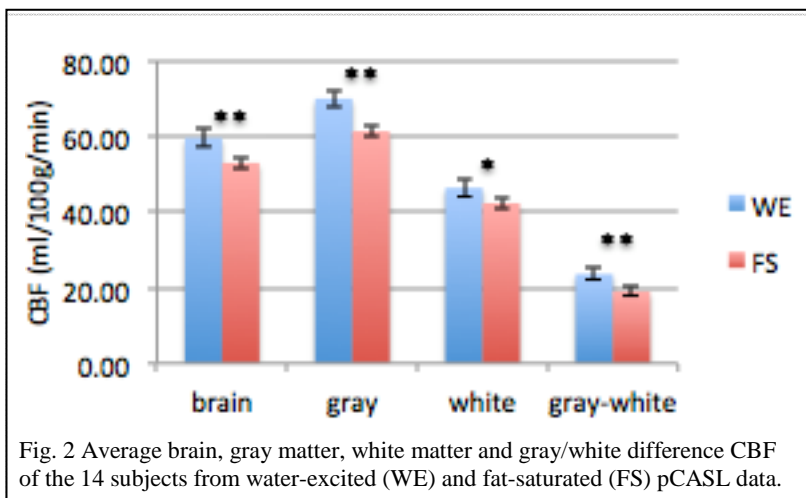 80.00
60.00
40.00
20.00
0.00
CBF (ml/100g/min)
** ** * **
brain gray white gray-white
WE
FS
Fig. 2 Average brain, gray matter, white matter and gray/white difference CBF
of the 14 subjects from water-excited (WE) and fat-saturated (FS) pCASL data.